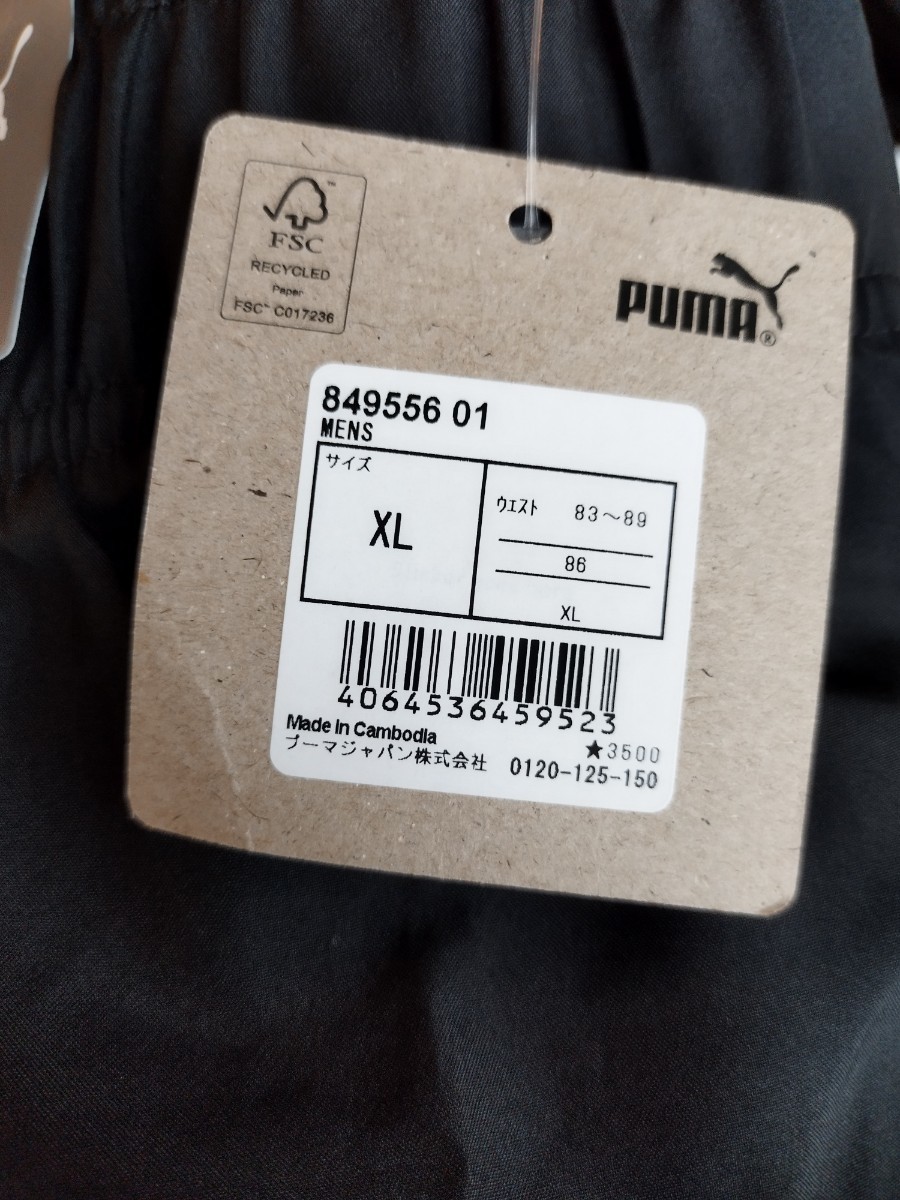 FSC™
RECYCLED
Paper
FSC™ C017236
PUMA®
849556 01
MENS
サイズ
XL
ウエスト 83～89
86
XL
4064536459523
Made in Cambodia
★3500
プーマジャパン株式会社 0120-125-150